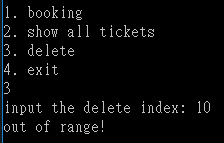 1. booking
2. show all tickets
3. delete
4. exit
3
input the delete index: 10
out of range!